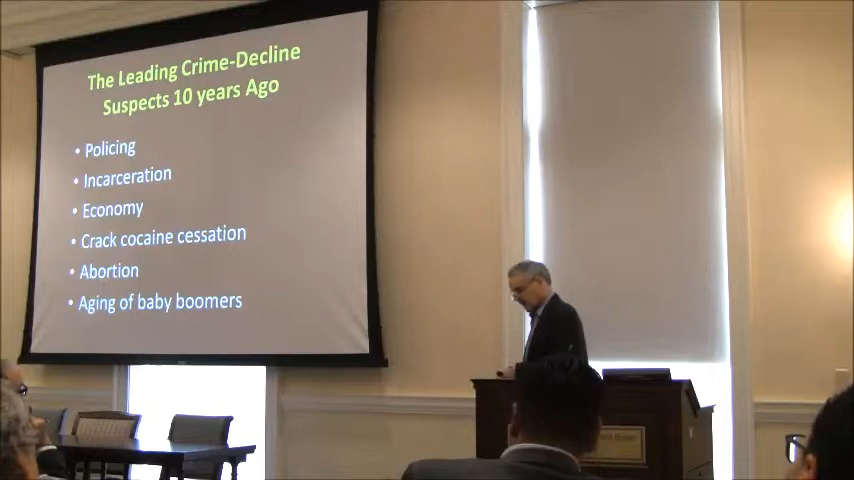 The Leading Crime-Decline
Suspects 10 years Ago
• Policing
• Incarceration
• Economy
• Crack cocaine cessation
• Abortion
• Aging of baby boomers